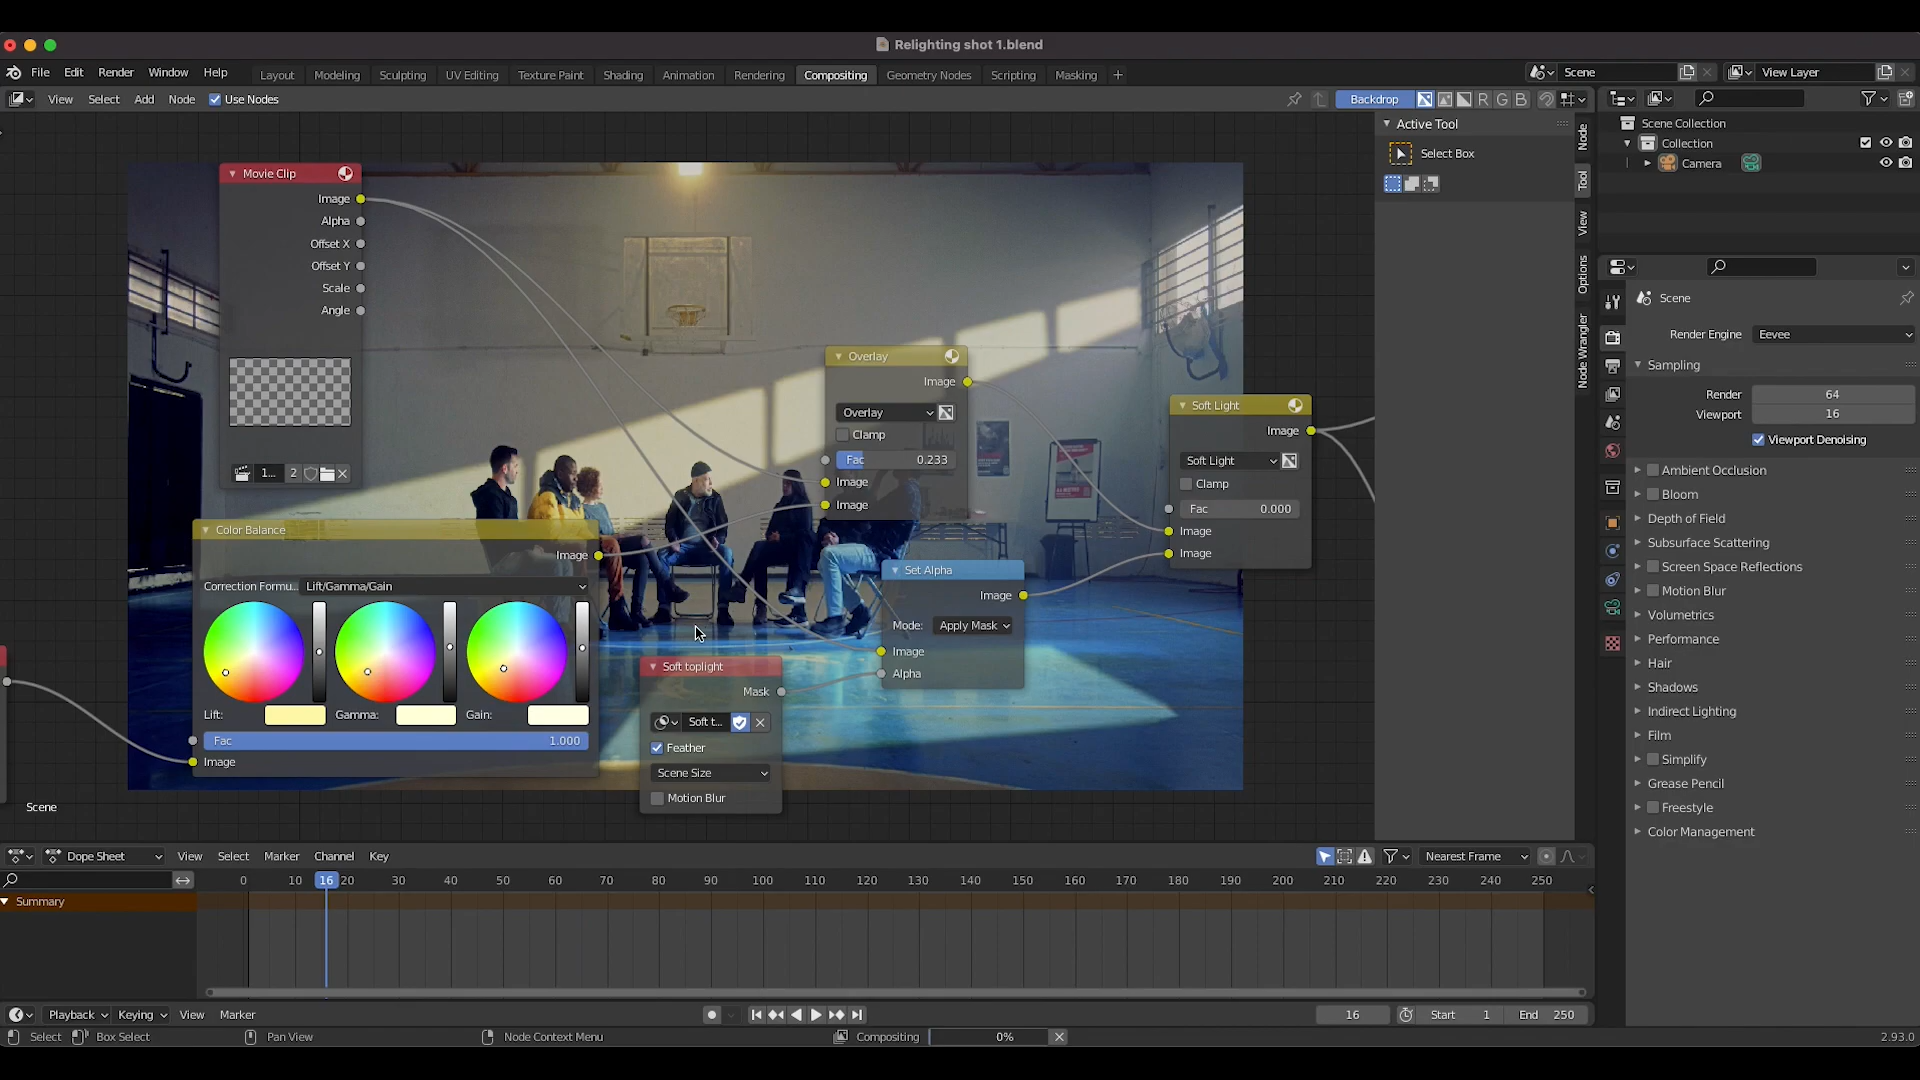 Relighting shot 1.blend
File Edit Render Window Help Layout Modeling Sculpting UV Editing Texture Paint Shading Animation Rendering Compositing Geometry Nodes Scripting Masking + Scene View Layer
View Select Add Node Use Nodes Backdrop R G B
Active Tool
Select Box
Node
Tool
View
Options
Node Wrangler
Scene Collection
Collection
Camera
Movie Clip
Image
Alpha
Offset X
Offset Y
Scale
Angle
1... 2
Overlay
Image
Overlay
Clamp
Fac 0.233
Image
Image
Soft Light
Image
Soft Light
Clamp
Fac 0.000
Image
Image
Color Balance
Image
Correction Formu... Lift/Gamma/Gain
Lift: Gamma: Gain:
Fac 1.000
Image
Set Alpha
Image
Mode: Apply Mask
Image
Alpha
Soft toplight
Mask
Soft t...
Feather
Scene Size
Motion Blur
Scene
Scene
Render Engine Eevee
Sampling
Render 64
Viewport 16
Viewport Denoising
Ambient Occlusion
Bloom
Depth of Field
Subsurface Scattering
Screen Space Reflections
Motion Blur
Volumetrics
Performance
Hair
Shadows
Indirect Lighting
Film
Simplify
Grease Pencil
Freestyle
Color Management
Dope Sheet View Select Marker Channel Key Nearest Frame
0 10 16 20 30 40 50 60 70 80 90 100 110 120 130 140 150 160 170 180 190 200 210 220 230 240 250
Summary
Playback Keying View Marker 16 Start 1 End 250
Select Box Select Pan View Node Context Menu Compositing 0% 2.93.0